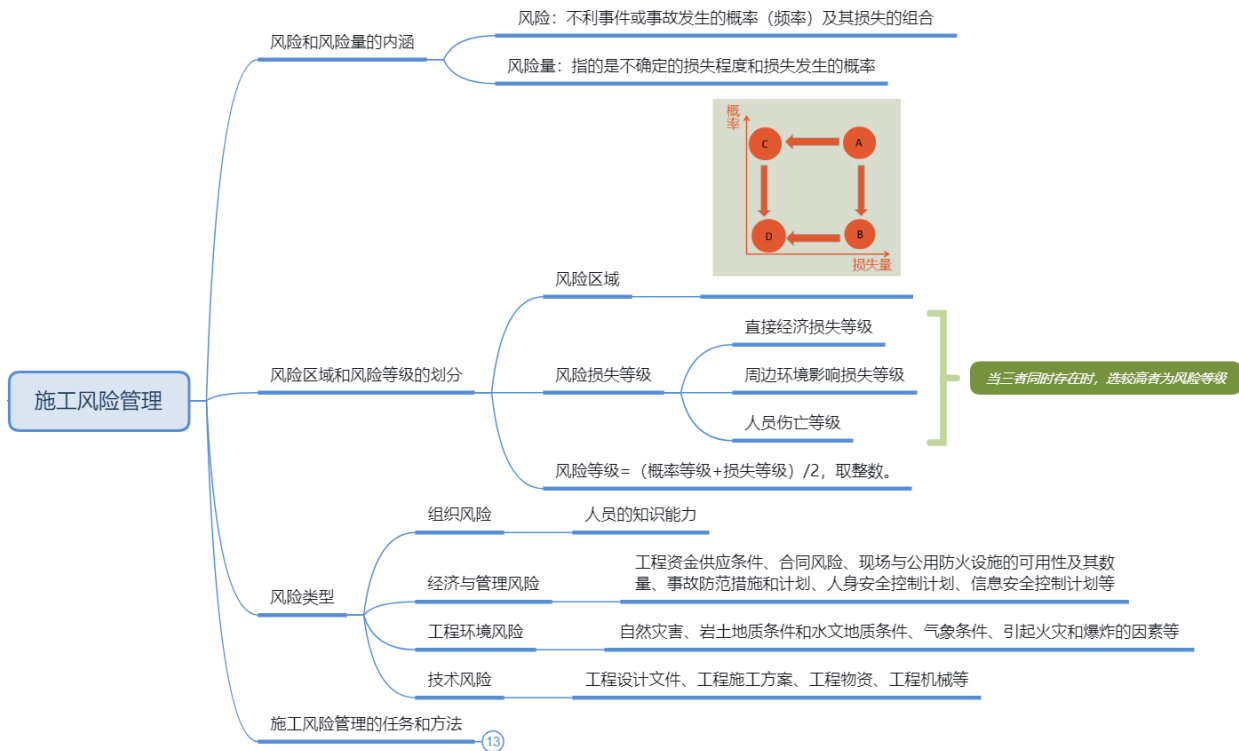 施工风险管理
风险和风险量的内涵
风险：不利事件或事故发生的概率（频率）及其损失的组合
风险量：指的是不确定的损失程度和损失发生的概率
风险区域和风险等级的划分
风险区域
概率
C
A
D
B
损失量
风险损失等级
直接经济损失等级
周边环境影响损失等级
人员伤亡等级
当三者同时存在时，选较高者为风险等级
风险等级=（概率等级+损失等级）/2，取整数。
风险类型
组织风险
人员的知识能力
经济与管理风险
工程资金供应条件、合同风险、现场与公用防火设施的可用性及其数
量、事故防范措施和计划、人身安全控制计划、信息安全控制计划等
工程环境风险
自然灾害、岩土地质条件和水文地质条件、气象条件、引起火灾和爆炸的因素等
技术风险
工程设计文件、工程施工方案、工程物资、工程机械等
施工风险管理的任务和方法
13